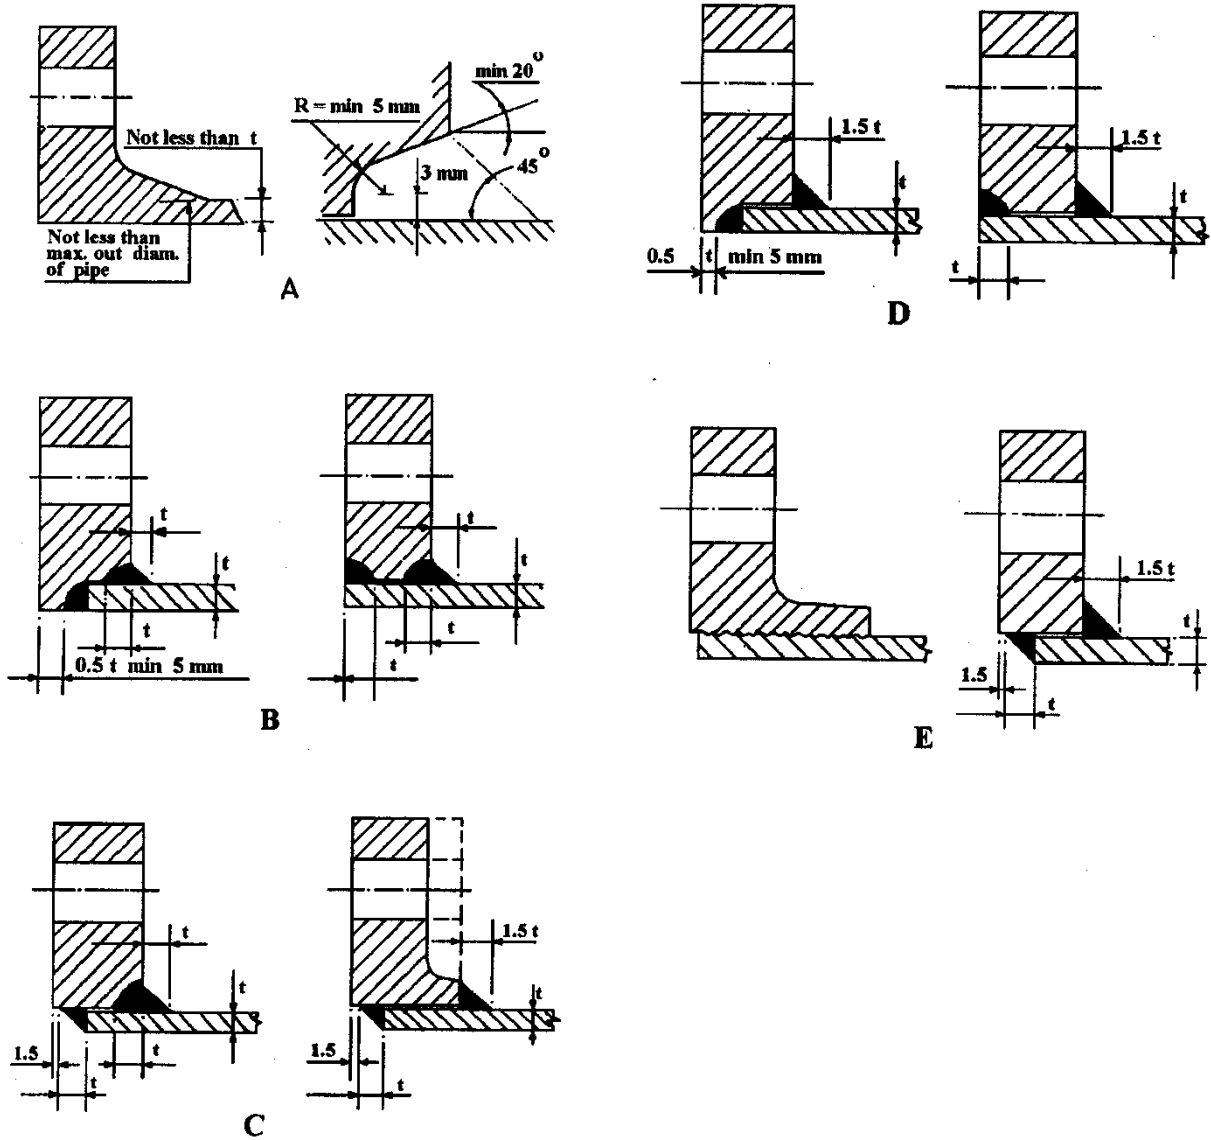 Not less than t
Not less than
max. out diam.
of pipe
R = min 5 mm
min 20°
3 mm
45°
A
1.5 t
t
0.5 t min 5 mm
1.5 t
t
t
D
t
t
t
0.5 t min 5 mm
t
t
t
t
B
1.5 t
t
1.5
t
E
t
t
1.5
t
t
1.5 t
t
1.5
t
C